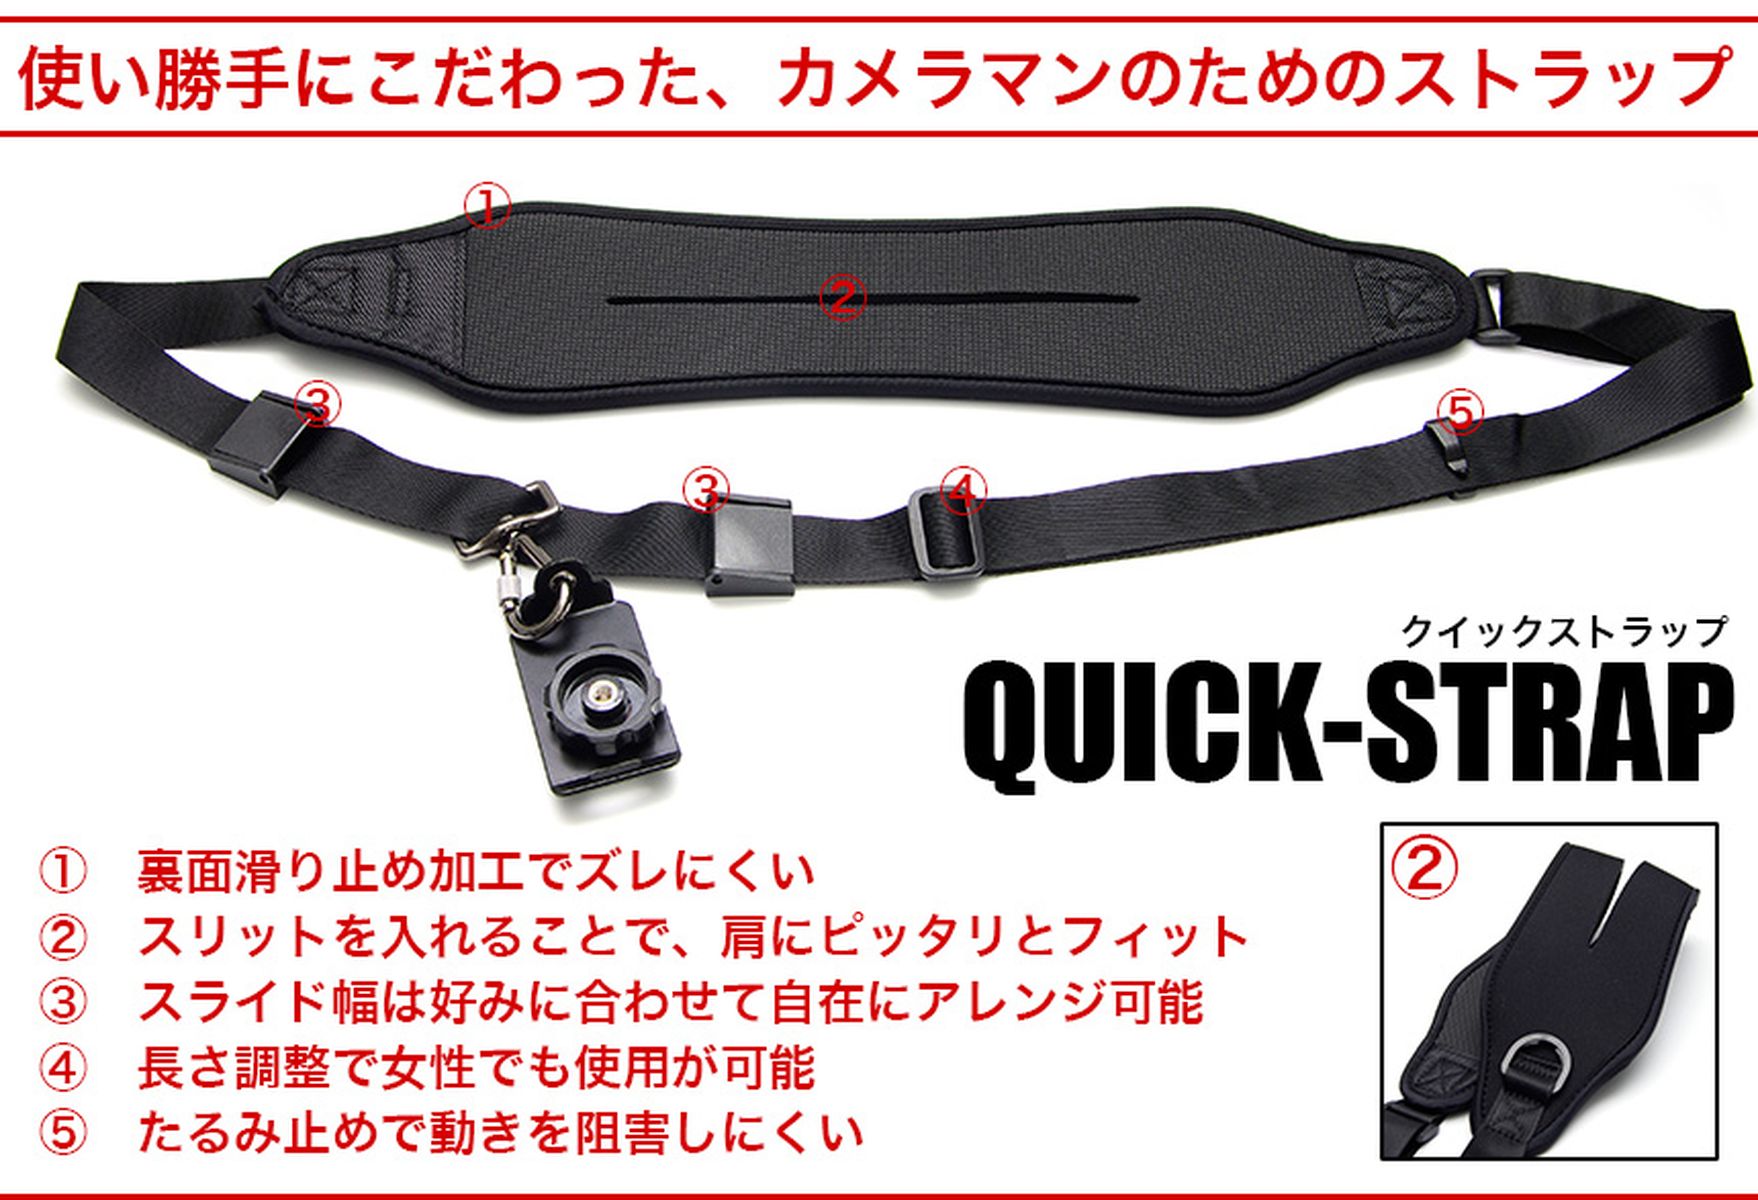 使い勝手にこだわった、カメラマンのためのストラップ
①
②
③
③
④
⑤
クイックストラップ
QUICK-STRAP
① 裏面滑り止め加工でズレにくい
② スリットを入れることで、肩にピッタリとフィット
③ スライド幅は好みに合わせて自在にアレンジ可能
④ 長さ調整で女性でも使用が可能
⑤ たるみ止めで動きを阻害しにくい
②